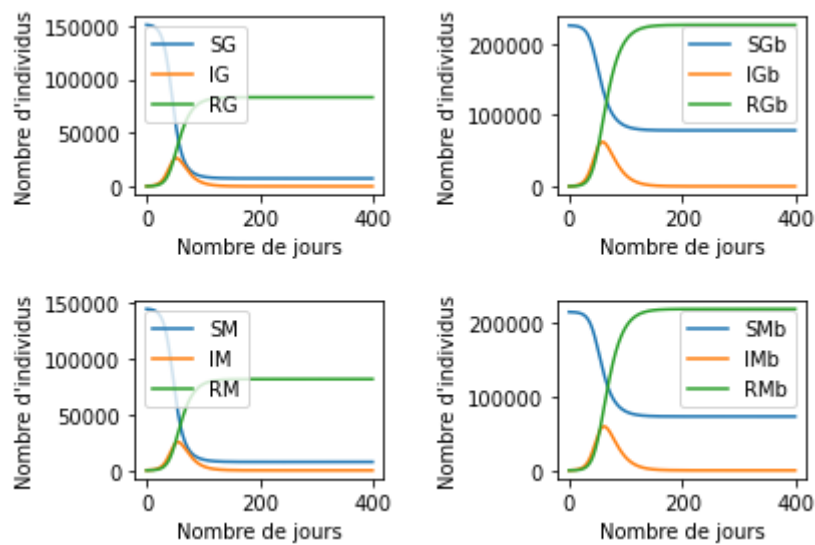 Nombre d'individus
150000
100000
50000
0
SG
IG
RG
0
200
400
Nombre de jours
Nombre d'individus
200000
100000
0
SGb
IGb
RGb
0
200
400
Nombre de jours
Nombre d'individus
150000
100000
50000
0
SM
IM
RM
0
200
400
Nombre de jours
Nombre d'individus
200000
100000
0
SMb
IMb
RMb
0
200
400
Nombre de jours